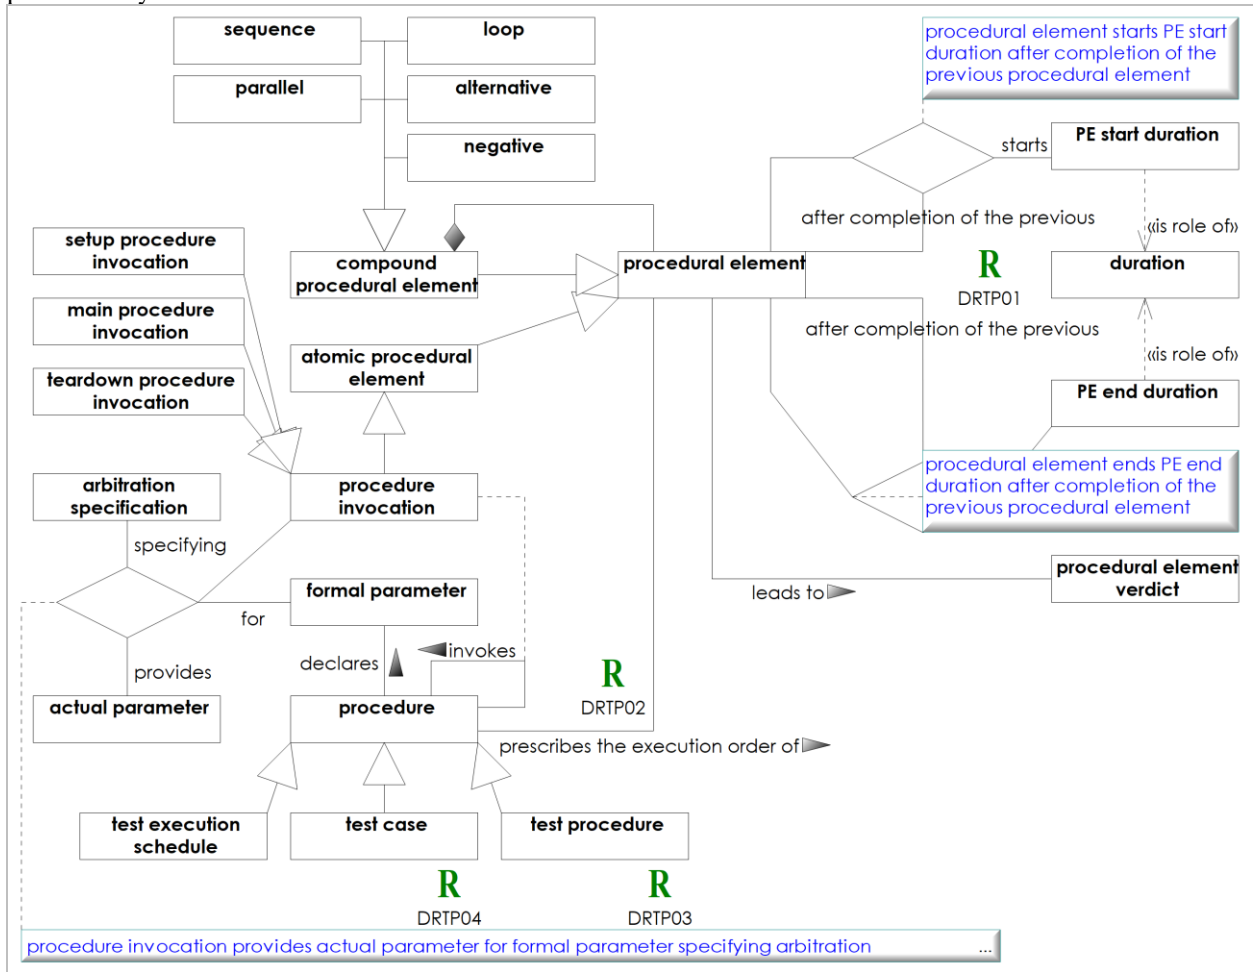 sequence
loop
parallel
alternative
negative
procedural element starts PE start
duration after completion of the
previous procedural element
starts
PE start duration
after completion of the previous
«is role of»
setup procedure
invocation
compound
procedural element
procedural element
R
DRTP01
duration
main procedure
invocation
after completion of the previous
«is role of»
atomic procedural
element
teardown procedure
invocation
PE end duration
arbitration
specification
procedure
invocation
procedural element ends PE end
duration after completion of the
previous procedural element
specifying
formal parameter
leads to
procedural element
verdict
for
provides
declares
invokes
R
DRTP02
actual parameter
procedure
prescribes the execution order of
test execution
schedule
test case
test procedure
R
DRTP04
R
DRTP03
procedure invocation provides actual parameter for formal parameter specifying arbitration ...